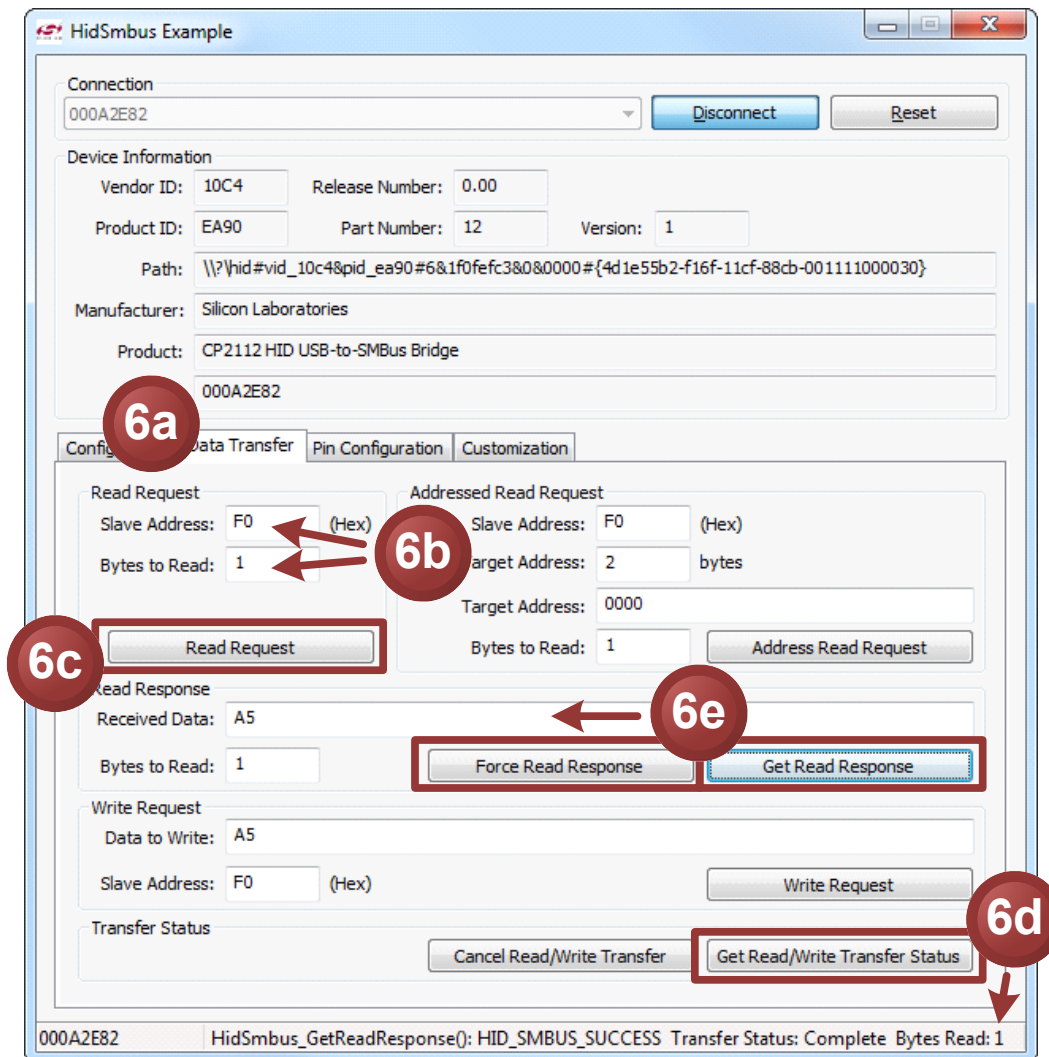 HidSmbus Example
Connection
000A2E82
Disconnect
Reset
Device Information
Vendor ID: 10C4 Release Number: 0.00
Product ID: EA90 Part Number: 12 Version: 1
Path: \\?\hid#vid_10c4&pid_ea90#6&1f0fefc3&0&0000#{4d1e55b2-f16f-11cf-88cb-001111000030}
Manufacturer: Silicon Laboratories
Product: CP2112 HID USB-to-SMBus Bridge
000A2E82
6a
Config Data Transfer Pin Configuration Customization
Read Request
Slave Address: F0 (Hex)
Bytes to Read: 1
6b
6c
Read Request
Addressed Read Request
Slave Address: F0 (Hex)
Target Address: 2 bytes
Target Address: 0000
Bytes to Read: 1 Address Read Request
Read Response
Received Data: A5
6e
Bytes to Read: 1 Force Read Response Get Read Response
Write Request
Data to Write: A5
Slave Address: F0 (Hex) Write Request
Transfer Status
6d
Cancel Read/Write Transfer Get Read/Write Transfer Status
000A2E82 HidSmbus_GetReadResponse(): HID_SMBUS_SUCCESS Transfer Status: Complete Bytes Read: 1